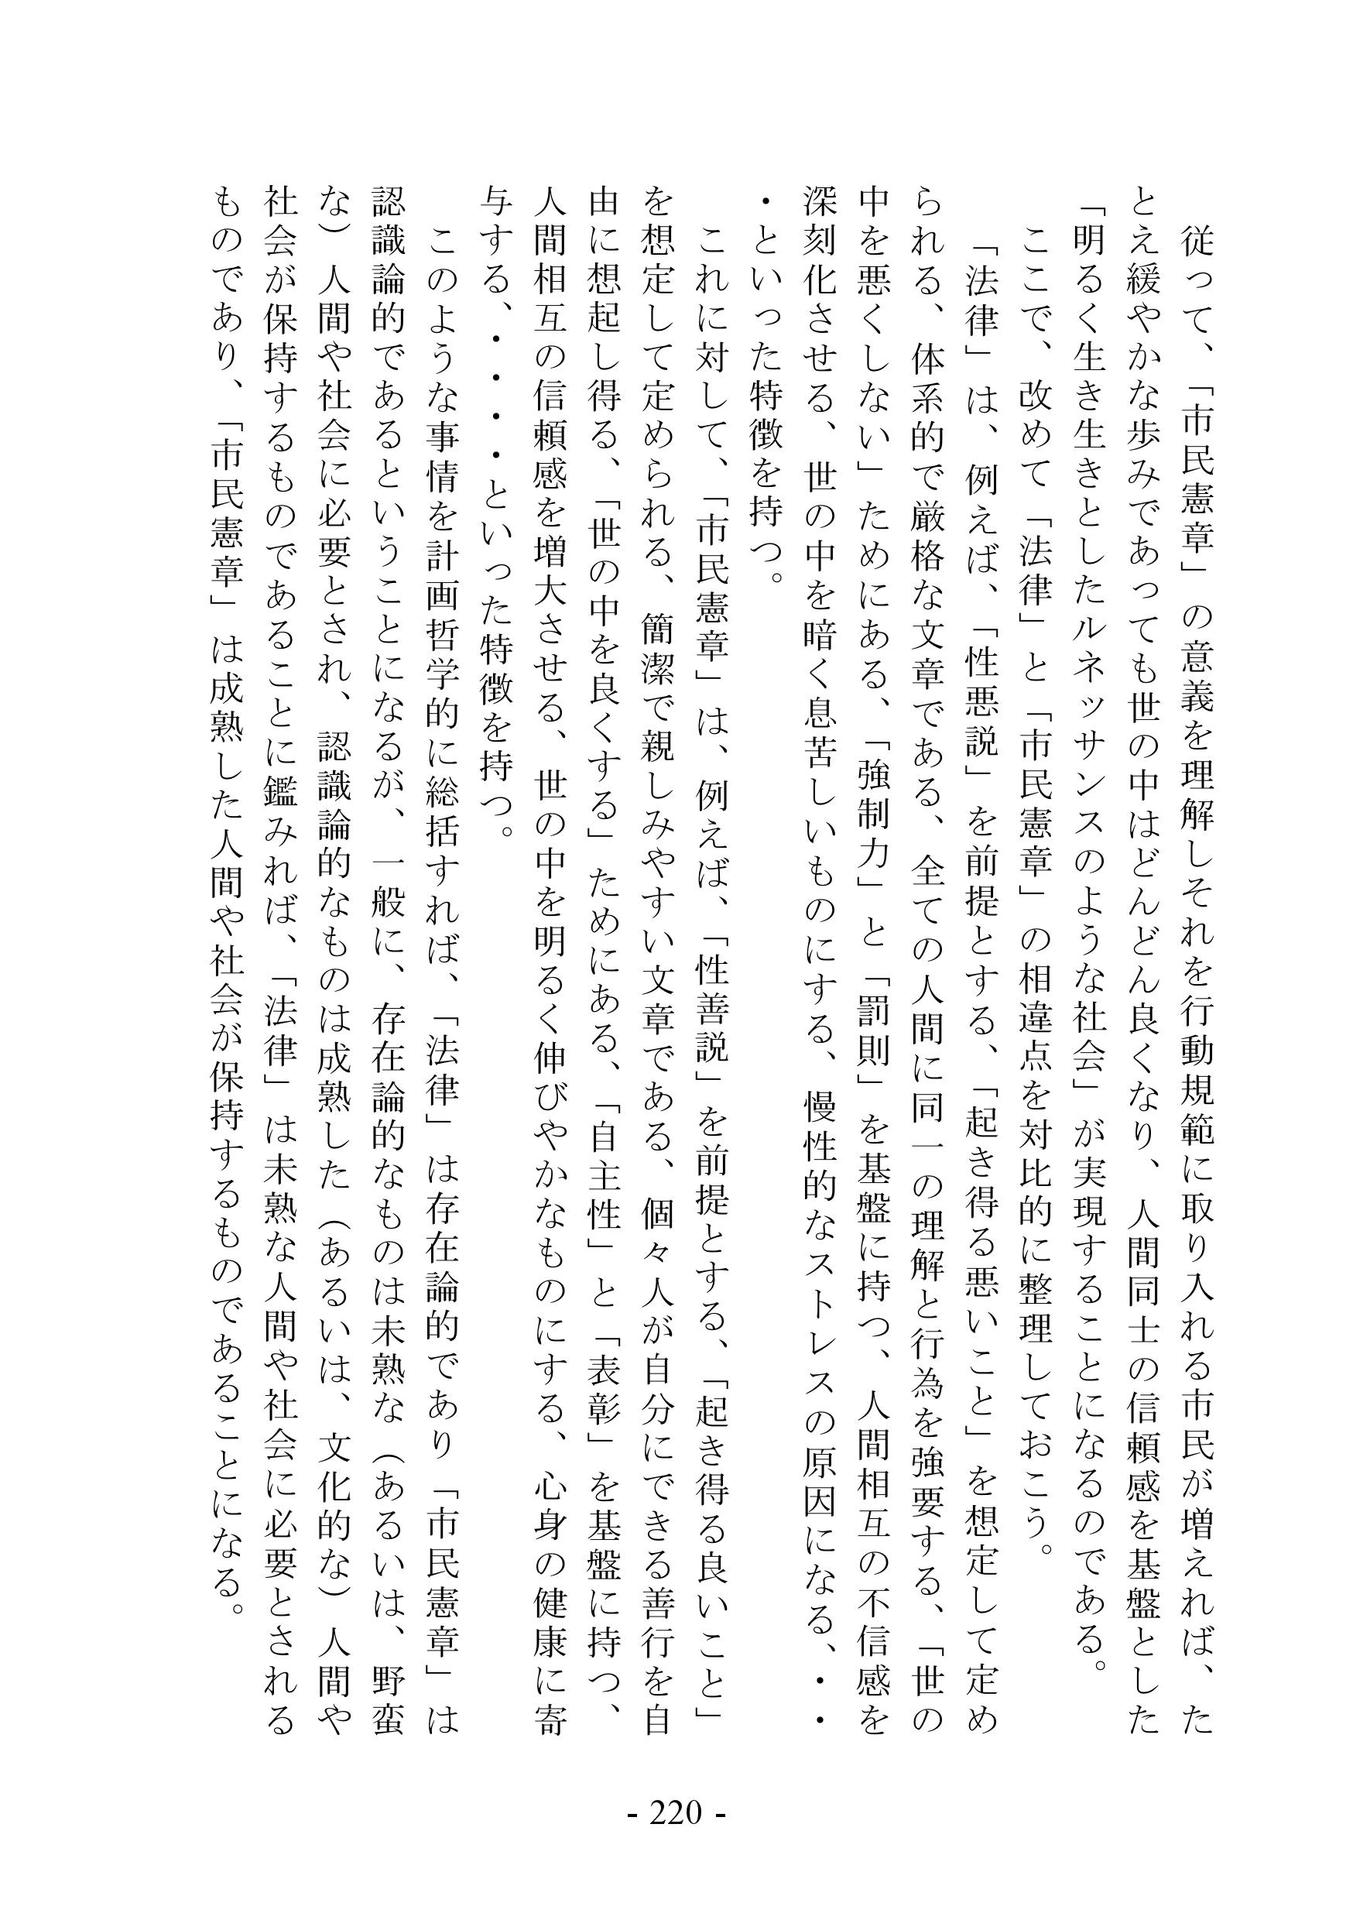 従って、「市民憲章」の意義を理解しそれを行動規範に取り入れる市民が増えれば、た
とえ緩やかな歩みであっても世の中はどんどん良くなり、人間同士の信頼感を基盤とした
「明るく生き生きとしたルネッサンスのような社会」が実現することになるのである。
　ここで、改めて「法律」と「市民憲章」の相違点を対比的に整理しておこう。
　「法律」は、例えば、「性悪説」を前提とする、「起き得る悪いこと」を想定して定め
られる、体系的で厳格な文章である、全ての人間に同一の理解と行為を強要する、「世の
中を悪くしない」ためにある、「強制力」と「罰則」を基盤に持つ、人間相互の不信感を
深刻化させる、世の中を暗く息苦しいものにする、慢性的なストレスの原因になる、・・
・といった特徴を持つ。
　これに対して、「市民憲章」は、例えば、「性善説」を前提とする、「起き得る良いこと」
を想定して定められる、簡潔で親しみやすい文章である、個々人が自分にできる善行を自
由に想起し得る、「世の中を良くする」ためにある、「自主性」と「表彰」を基盤に持つ、
人間相互の信頼感を増大させる、世の中を明るく伸びやかなものにする、心身の健康に寄
与する、・・・・といった特徴を持つ。
　このような事情を計画哲学的に総括すれば、「法律」は存在論的であり「市民憲章」は
認識論的であるということになるが、一般に、存在論的なものは未熟な（あるいは、野蛮
な）人間や社会に必要とされ、認識論的なものは成熟した（あるいは、文化的な）人間や
社会が保持するものであることに鑑みれば、「法律」は未熟な人間や社会に必要とされる
ものであり、「市民憲章」は成熟した人間や社会が保持するものであることになる。
- 220 -